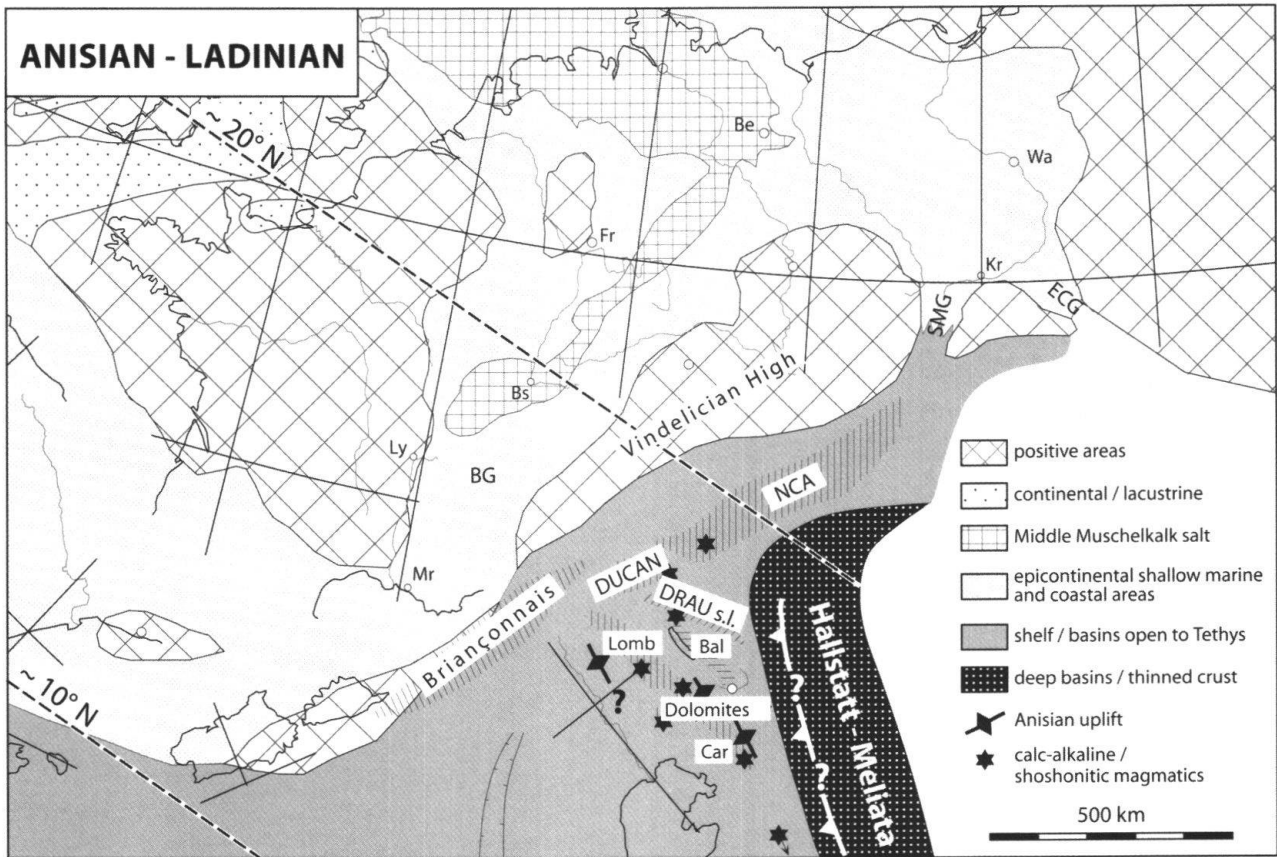 ANISIAN - LADINIAN
~ 20° N
Be
Wa
Fr
Kr
SMG
ECG
Bs
Vindelician High
Ly
BG
NCA
Mr
DUCAN
DRAU s.l.
Briançonnais
Lomb
Bal
?
Dolomites
Car
~ 10° N
Hallstatt - Meliata
?
?
positive areas
continental / lacustrine
Middle Muschelkalk salt
epicontinental shallow marine
and coastal areas
shelf / basins open to Tethys
deep basins / thinned crust
Anisian uplift
calc-alkaline /
shoshonitic magmatics
500 km